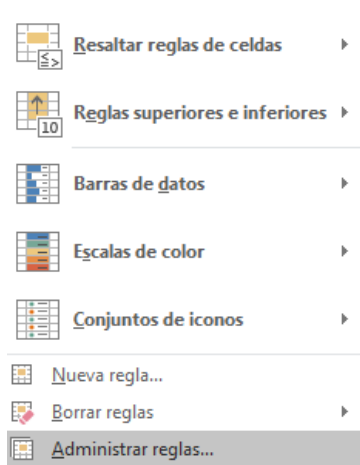 Resaltar reglas de celdas
Reglas superiores e inferiores
10
Barras de datos
Escalas de color
Conjuntos de iconos
Nueva regla...
Borrar reglas
Administrar reglas...